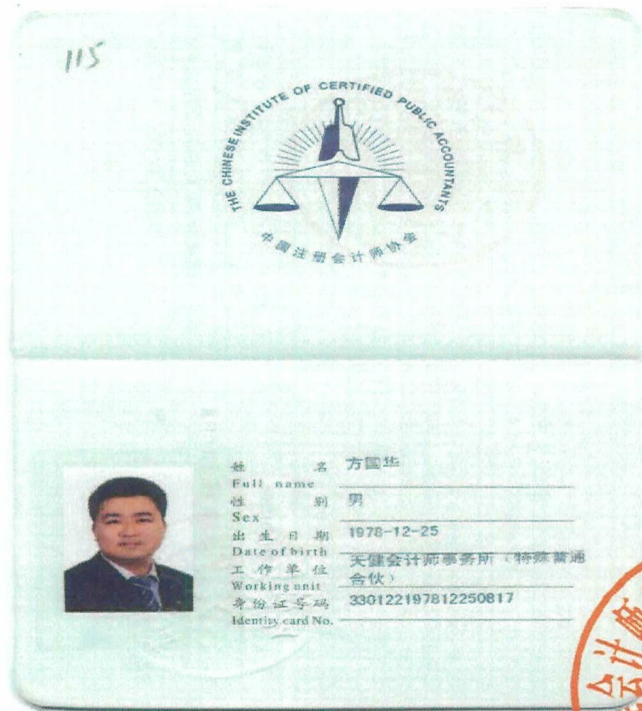 115
THE CHINESE INSTITUTE OF CERTIFIED PUBLIC ACCOUNTANTS
中国注册会计师协会
姓 名 方国华
Full name
性 别 男
Sex
出生日期 1978-12-25
Date of birth
工作单位 天健会计师事务所（特殊普通
Working unit 合伙）
身份证号码 330122197812250817
Identity card No.
会计师